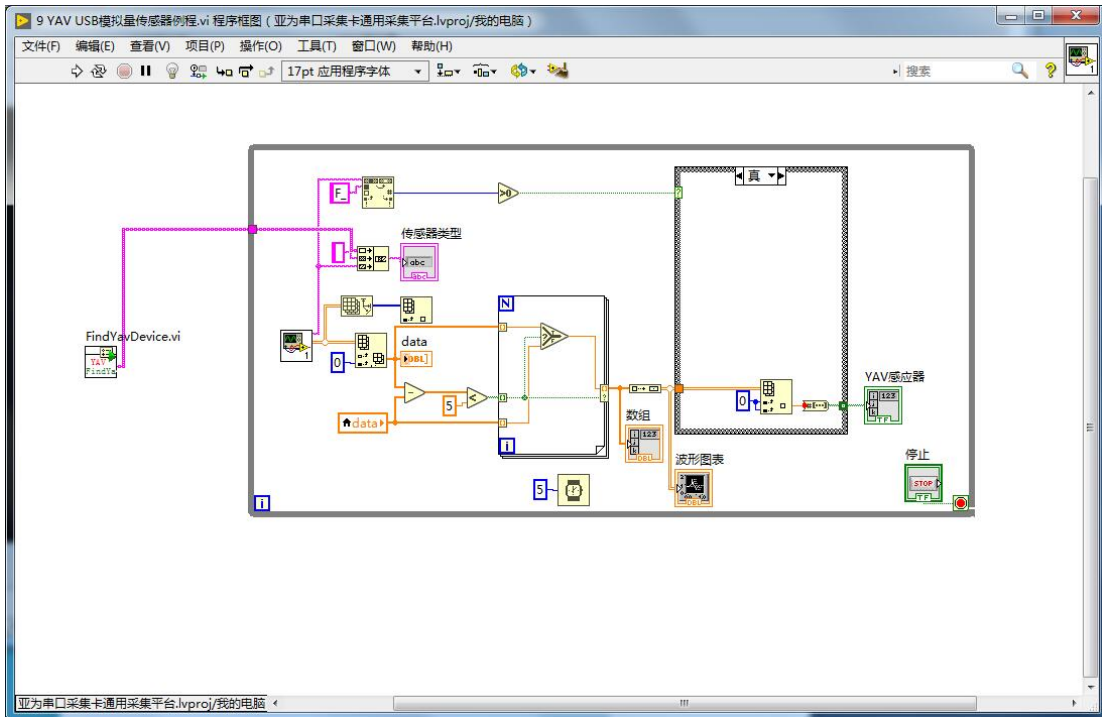 9 YAV USB模拟量传感器例程.vi 程序框图 ( 亚为串口采集卡通用采集平台.lvproj/我的电脑 )
文件(F) 编辑(E) 查看(V) 项目(P) 操作(O) 工具(T) 窗口(W) 帮助(H)
17pt 应用程序字体
搜索
1
真
F_
>0
传感器类型
abc
abc
FindYavDevice.vi
YAV
FindYa
1
0
data
DBL
N
5
data
i
数组
123
DBL
波形图表
DBL
0
YAV感应器
123
TF
停止
STOP
TF
5
i
亚为串口采集卡通用采集平台.lvproj/我的电脑